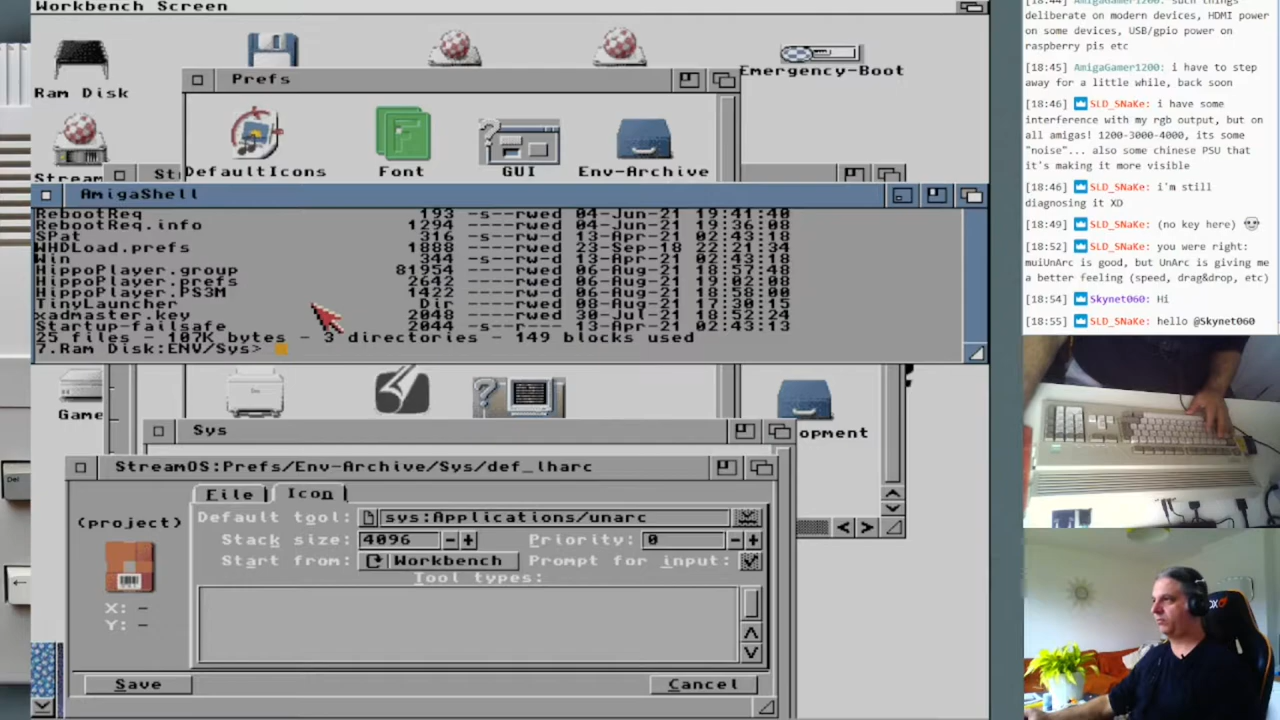 Workbench Screen
Ram Disk
Emergency-Boot
Prefs
Stream
St
DefaultIcons
Font
GUI
Env-Archive
AmigaShell
RebootReq 193 -s--rwed 04-Jun-21 19:41:40
RebootReq.info 1294 ----rwed 04-Jun-21 19:36:08
SPat 316 -s--rwed 13-Apr-21 02:43:18
WHDLoad.prefs 1888 ----rwed 23-Sep-18 22:21:34
Win 344 -s--rwed 13-Apr-21 02:43:18
HippoPlayer.group 81954 ----rwed 06-Aug-21 18:57:48
HippoPlayer.prefs 2642 ----rwed 06-Aug-21 19:02:08
HippoPlayer.PS3M 1422 ----rwed 06-Aug-21 18:58:00
TinyLauncher Dir ----rwed 08-Aug-21 17:30:15
xadmaster.key 2048 ----rwed 30-Jul-21 18:52:24
Startup-failsafe 2044 -s--r--- 13-Apr-21 02:43:13
25 files - 107K bytes - 3 directories - 149 blocks used
7.Ram Disk:ENV/Sys>
Game
opment
Sys
StreamOS:Prefs/Env-Archive/Sys/def_lharc
File
Icon
(project)
Default tool: sys:Applications/unarc
Stack size: 4096
Priority: 0
Start from: Workbench
Prompt for input:
Tool types:
X: -
Y: -
Save
Cancel
[18:44] AmigaGamer1200: such things
deliberate on modern devices, HDMI power
on some devices, USB/gpio power on
raspberry pis etc
[18:45] AmigaGamer1200: i have to step
away for a little while, back soon
[18:46] SLD_SNaKe: i have some
interference with my rgb output, but on
all amigas! 1200-3000-4000, its some
"noise"... also some chinese PSU that
it's making it more visible
[18:46] SLD_SNaKe: i'm still
diagnosing it XD
[18:49] SLD_SNaKe: (no key here)
[18:52] SLD_SNaKe: you were right:
muiUnArc is good, but UnArc is giving me
a better feeling (speed, drag&drop, etc)
[18:54] Skynet060: Hi
[18:55] SLD_SNaKe: hello @Skynet060
Del